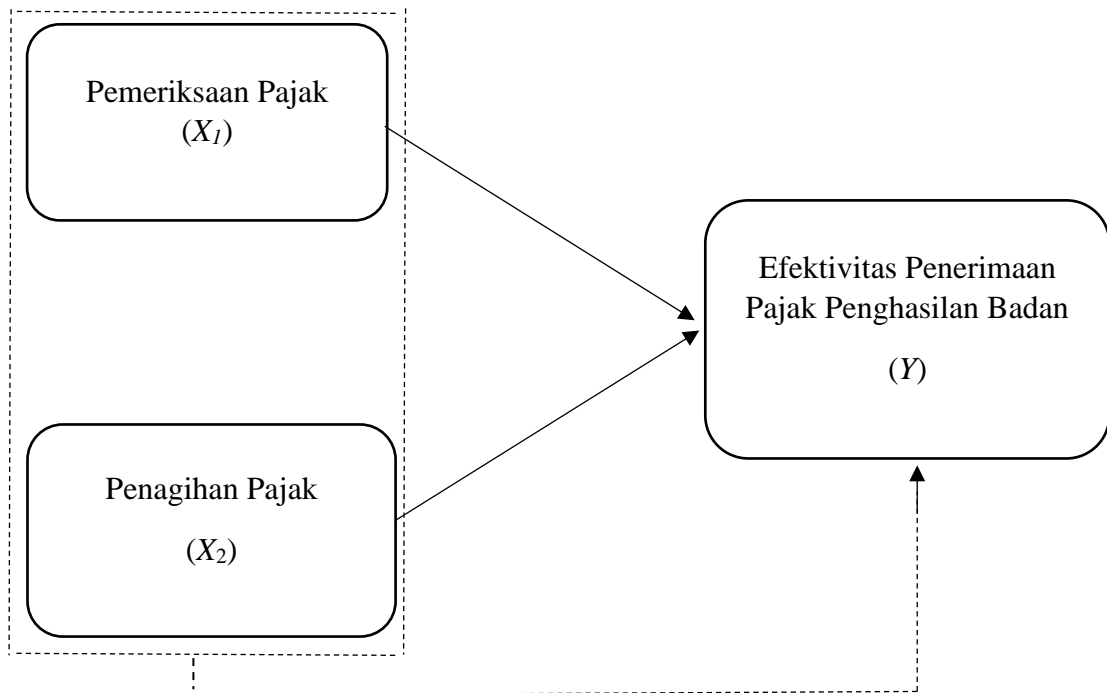 Pemeriksaan Pajak
(X1)
Efektivitas Penerimaan
Pajak Penghasilan Badan
(Y)
Penagihan Pajak
(X2)